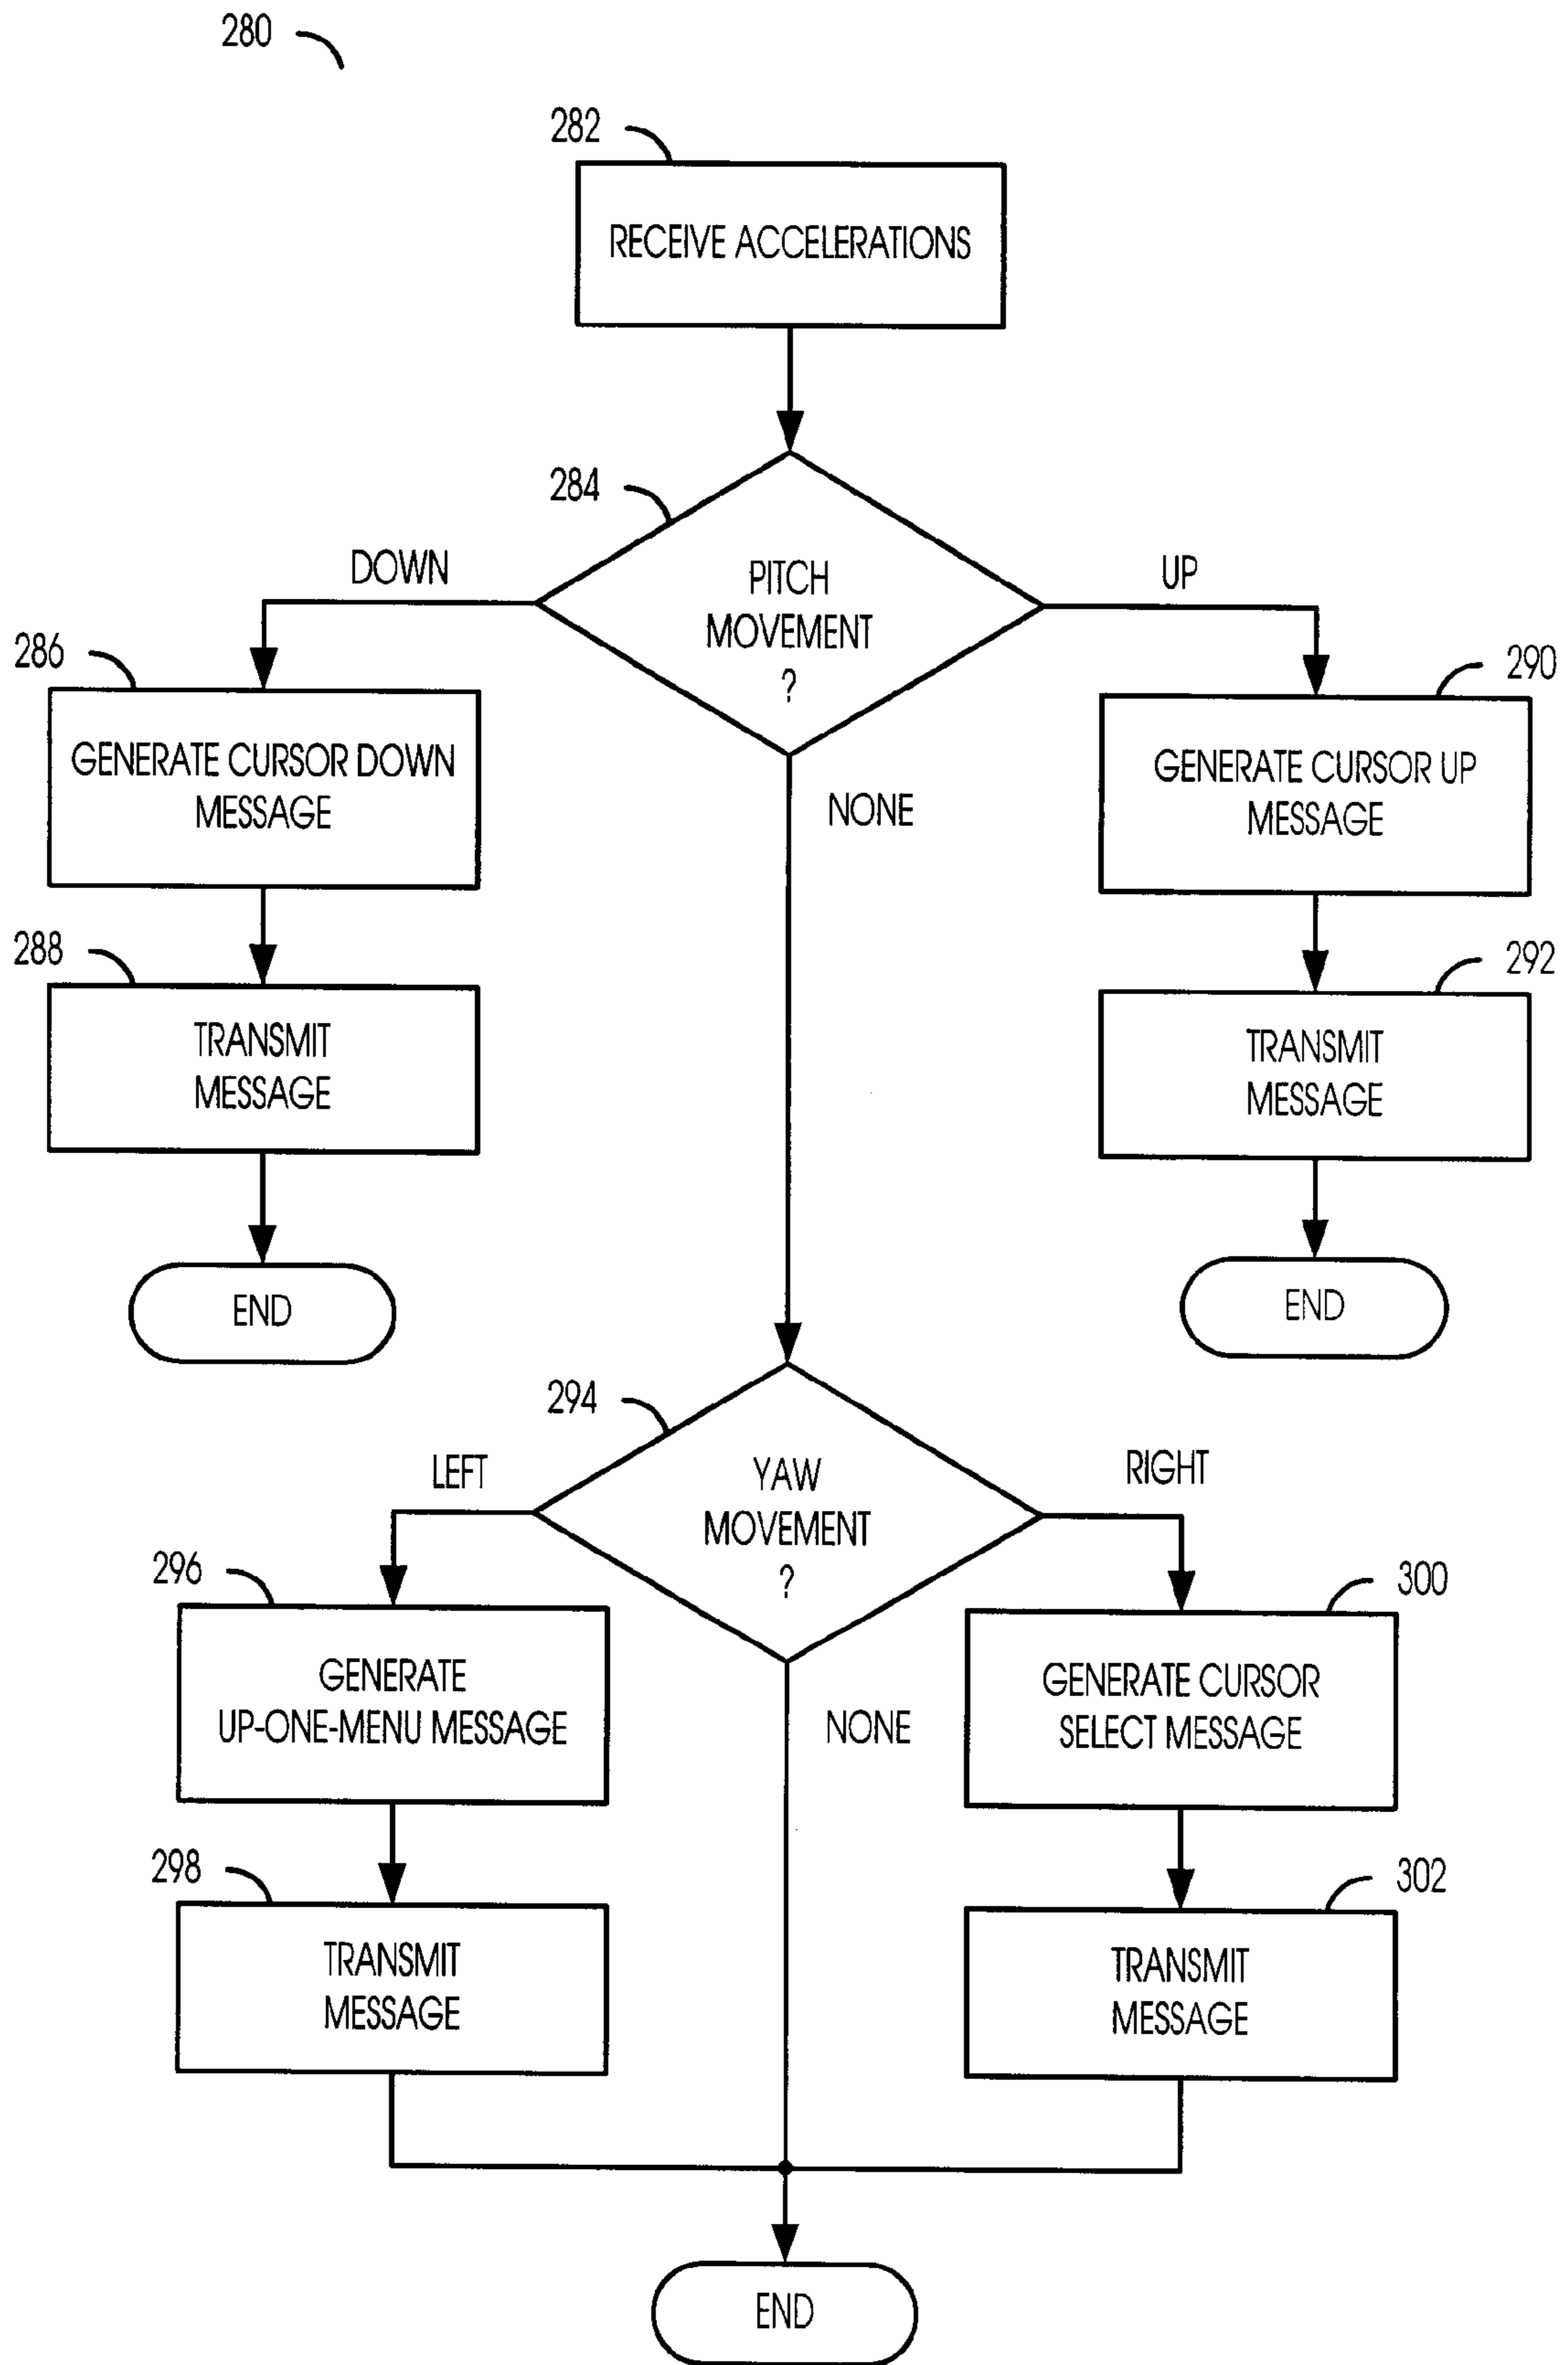 280
282
RECEIVE ACCELERATIONS
284
DOWN
PITCH
MOVEMENT
?
UP
286
GENERATE CURSOR DOWN
MESSAGE
290
GENERATE CURSOR UP
MESSAGE
NONE
288
TRANSMIT
MESSAGE
292
TRANSMIT
MESSAGE
END
END
294
LEFT
YAW
MOVEMENT
?
RIGHT
296
GENERATE
UP-ONE-MENU MESSAGE
NONE
300
GENERATE CURSOR
SELECT MESSAGE
298
TRANSMIT
MESSAGE
302
TRANSMIT
MESSAGE
END